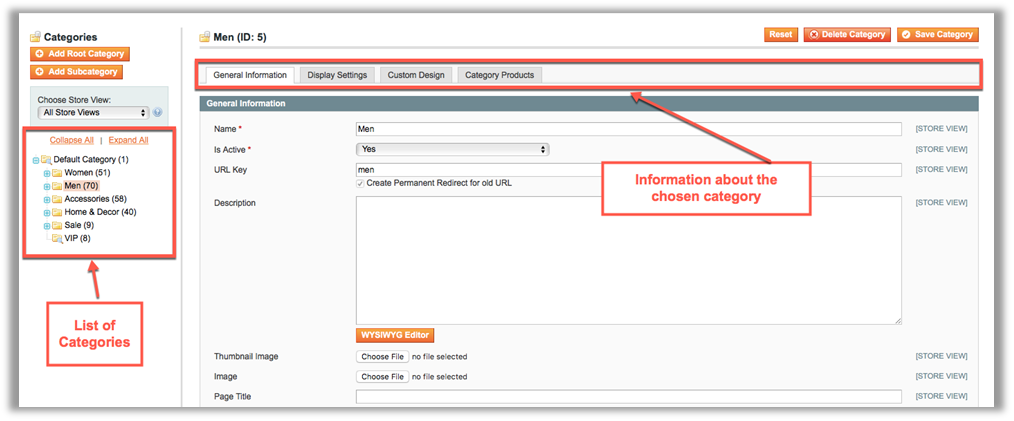 Categories
Add Root Category
Add Subcategory
Choose Store View:
All Store Views
Collapse All | Expand All
Default Category (1)
Women (51)
Men (70)
Accessories (58)
Home & Decor (40)
Sale (9)
VIP (8)
List of
Categories
Men (ID: 5)
Reset
Delete Category
Save Category
General Information
Display Settings
Custom Design
Category Products
General Information
Name *
Men
[STORE VIEW]
Is Active *
Yes
[STORE VIEW]
URL Key
men
[STORE VIEW]
Create Permanent Redirect for old URL
Information about the
chosen category
Description
[STORE VIEW]
WYSIWYG Editor
Thumbnail Image
Choose File no file selected
[STORE VIEW]
Image
Choose File no file selected
[STORE VIEW]
Page Title
[STORE VIEW]